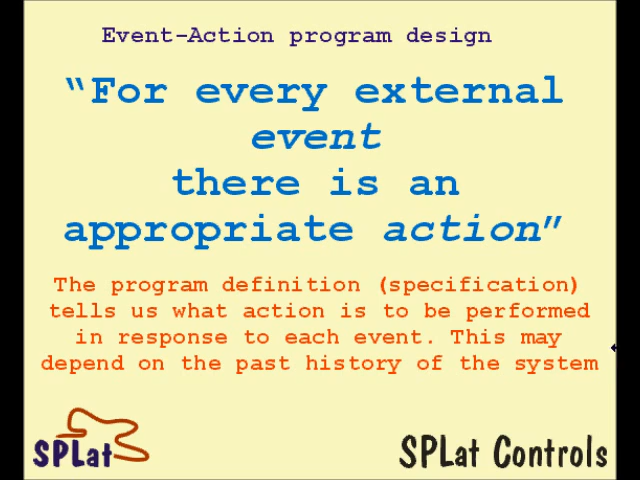 Event-Action program design
“For every external
event
there is an
appropriate action”
The program definition (specification)
tells us what action is to be performed
in response to each event. This may
depend on the past history of the system
SPLat
SPLat Controls